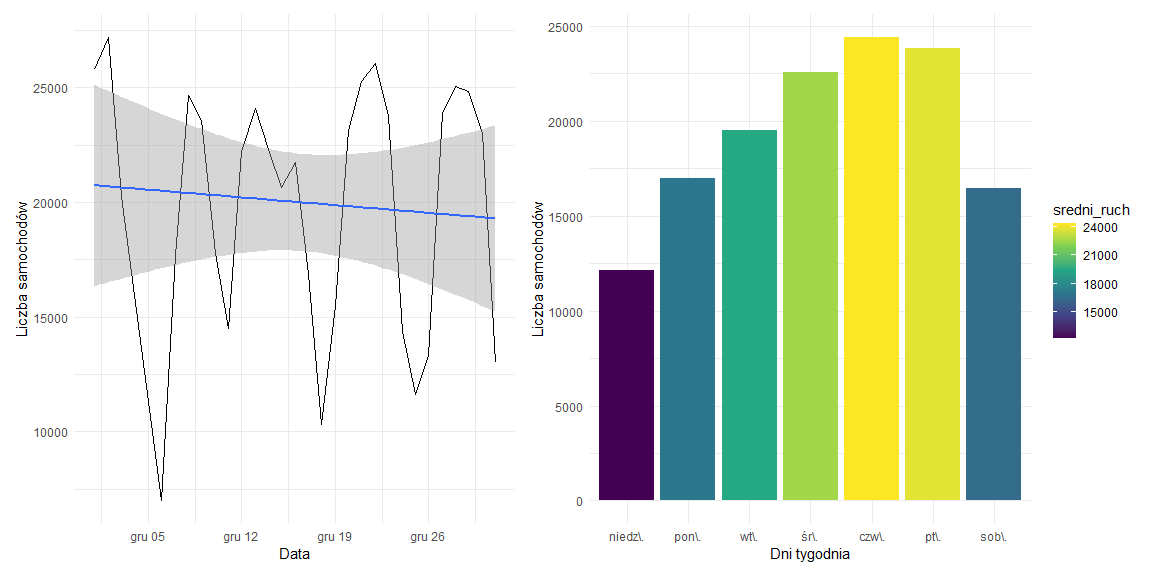 Liczba samochodów
25000
20000
15000
10000
gru 05
gru 12
gru 19
gru 26
Data
Liczba samochodów
25000
20000
15000
10000
5000
0
niedz\.
pon\.
wt\.
śr\.
czw\.
pt\.
sob\.
Dni tygodnia
sredni_ruch
24000
21000
18000
15000